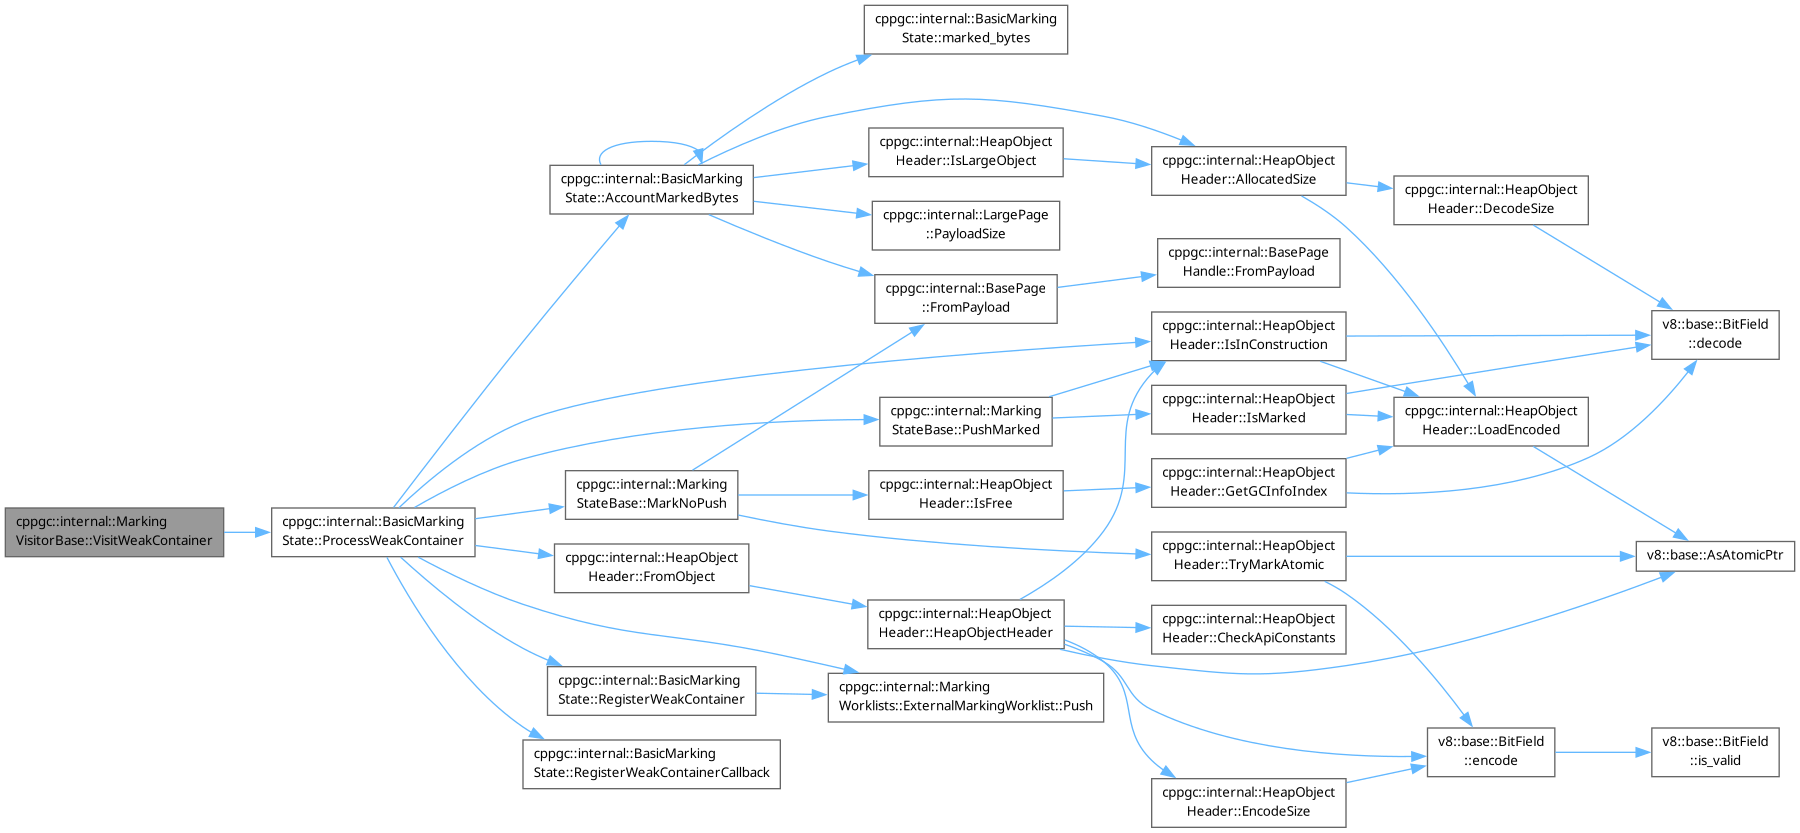 cppgc::internal::BasicMarking
State::marked_bytes
cppgc::internal::HeapObject
Header::IsLargeObject
cppgc::internal::HeapObject
Header::AllocatedSize
cppgc::internal::BasicMarking
State::AccountMarkedBytes
cppgc::internal::HeapObject
Header::DecodeSize
cppgc::internal::LargePage
::PayloadSize
cppgc::internal::BasePage
Handle::FromPayload
cppgc::internal::BasePage
::FromPayload
cppgc::internal::HeapObject
Header::IsInConstruction
v8::base::BitField
::decode
cppgc::internal::Marking
StateBase::PushMarked
cppgc::internal::HeapObject
Header::IsMarked
cppgc::internal::HeapObject
Header::LoadEncoded
cppgc::internal::Marking
StateBase::MarkNoPush
cppgc::internal::HeapObject
Header::IsFree
cppgc::internal::HeapObject
Header::GetGCInfoIndex
cppgc::internal::Marking
VisitorBase::VisitWeakContainer
cppgc::internal::BasicMarking
State::ProcessWeakContainer
cppgc::internal::HeapObject
Header::FromObject
cppgc::internal::HeapObject
Header::TryMarkAtomic
v8::base::AsAtomicPtr
cppgc::internal::HeapObject
Header::HeapObjectHeader
cppgc::internal::HeapObject
Header::CheckApiConstants
cppgc::internal::BasicMarking
State::RegisterWeakContainer
cppgc::internal::Marking
Worklists::ExternalMarkingWorklist::Push
cppgc::internal::BasicMarking
State::RegisterWeakContainerCallback
v8::base::BitField
::encode
v8::base::BitField
::is_valid
cppgc::internal::HeapObject
Header::EncodeSize